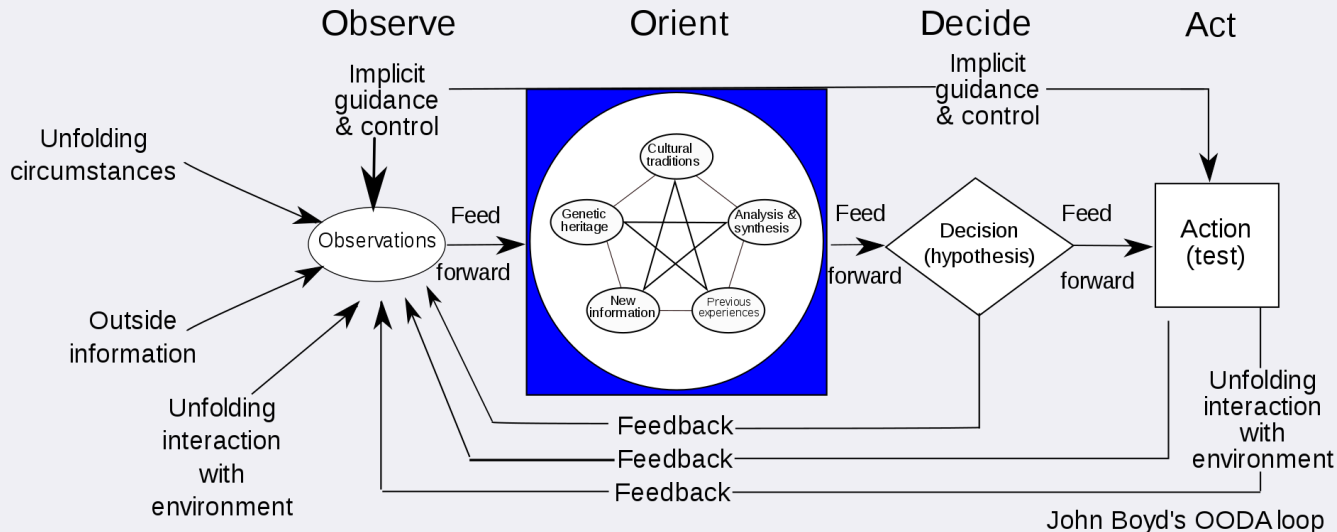 Observe
Orient
Decide
Act
Implicit
guidance
& control
Implicit
guidance
& control
Unfolding
circumstances
Observations
Feed
forward
Cultural
traditions
Genetic
heritage
Analysis &
synthesis
New
information
Previous
experiences
Feed
forward
Decision
(hypothesis)
Feed
forward
Action
(test)
Outside
information
Unfolding
interaction
with
environment
Feedback
Feedback
Feedback
Unfolding
interaction
with
environment
John Boyd's OODA loop